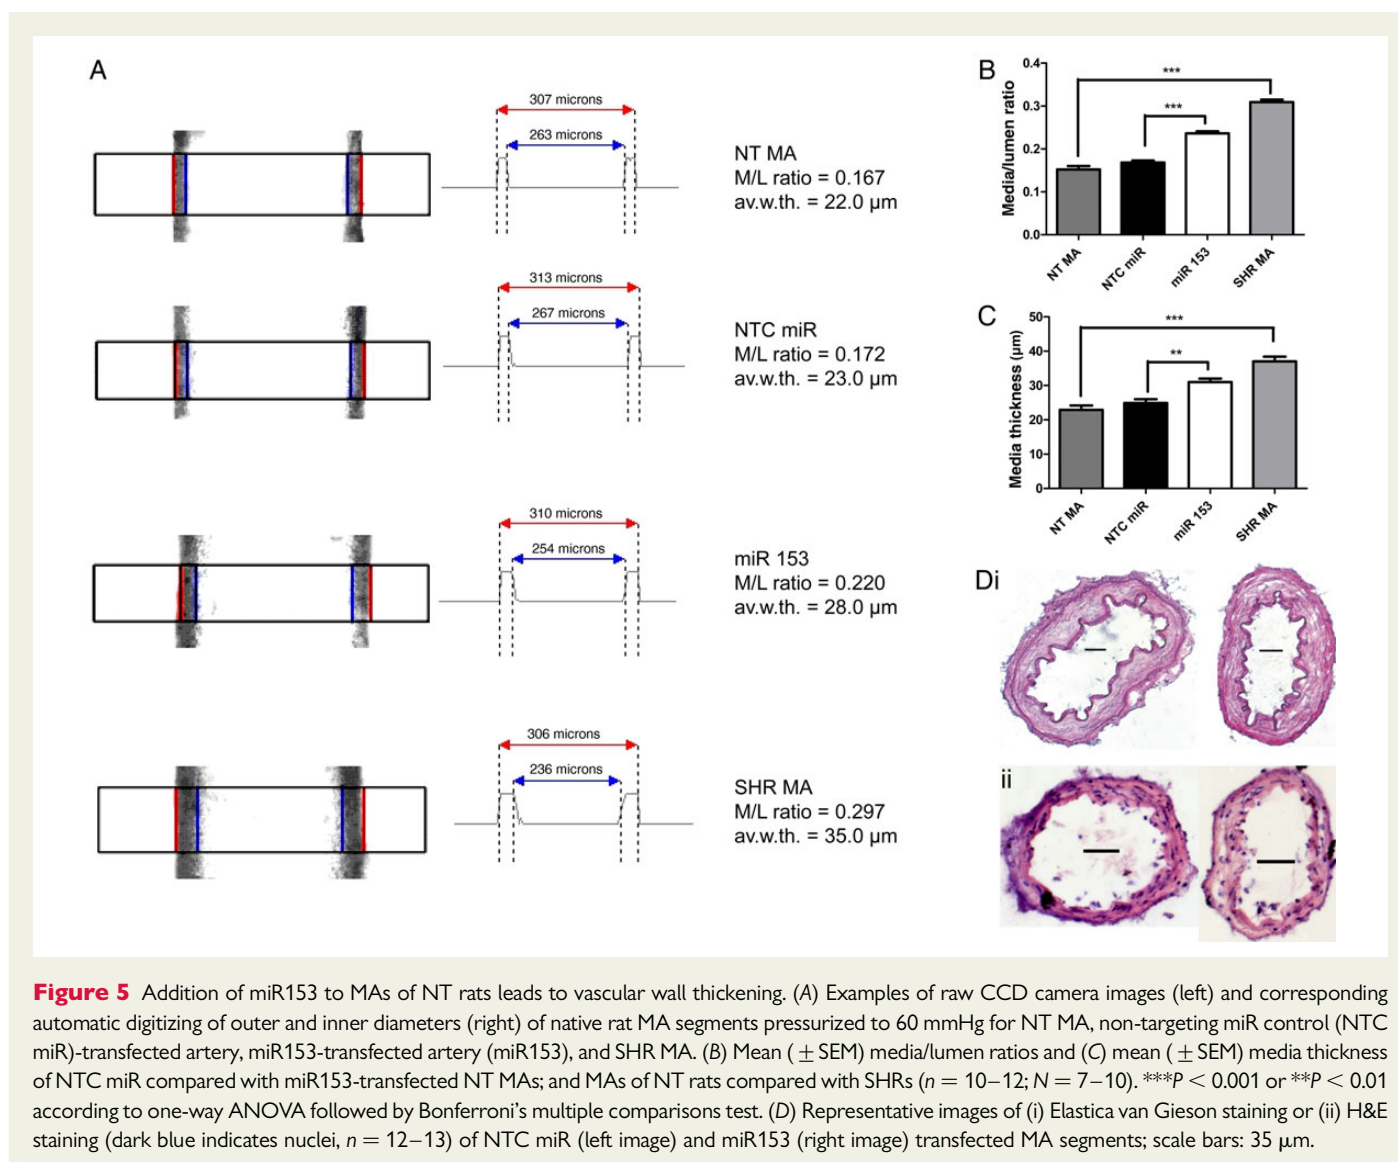 A
307 microns
263 microns
NT MA
M/L ratio = 0.167
av.w.th. = 22.0 µm
313 microns
267 microns
NTC miR
M/L ratio = 0.172
av.w.th. = 23.0 µm
310 microns
254 microns
miR 153
M/L ratio = 0.220
av.w.th. = 28.0 µm
306 microns
236 microns
SHR MA
M/L ratio = 0.297
av.w.th. = 35.0 µm
B
Media/lumen ratio
0.4
0.3
0.2
0.1
0.0
***
***
NT MA
NTC miR
miR 153
SHR MA
C
Media thickness (µm)
50
40
30
20
10
0
***
**
NT MA
NTC miR
miR 153
SHR MA
Di
ii
Figure 5 Addition of miR153 to MAs of NT rats leads to vascular wall thickening. (A) Examples of raw CCD camera images (left) and corresponding
automatic digitizing of outer and inner diameters (right) of native rat MA segments pressurized to 60 mmHg for NT MA, non-targeting miR control (NTC
miR)-transfected artery, miR153-transfected artery (miR153), and SHR MA. (B) Mean (±SEM) media/lumen ratios and (C) mean (±SEM) media thickness
of NTC miR compared with miR153-transfected NT MAs; and MAs of NT rats compared with SHRs (n = 10–12; N = 7–10). ***P < 0.001 or **P < 0.01
according to one-way ANOVA followed by Bonferroni's multiple comparisons test. (D) Representative images of (i) Elastica van Gieson staining or (ii) H&E
staining (dark blue indicates nuclei, n = 12–13) of NTC miR (left image) and miR153 (right image) transfected MA segments; scale bars: 35 µm.